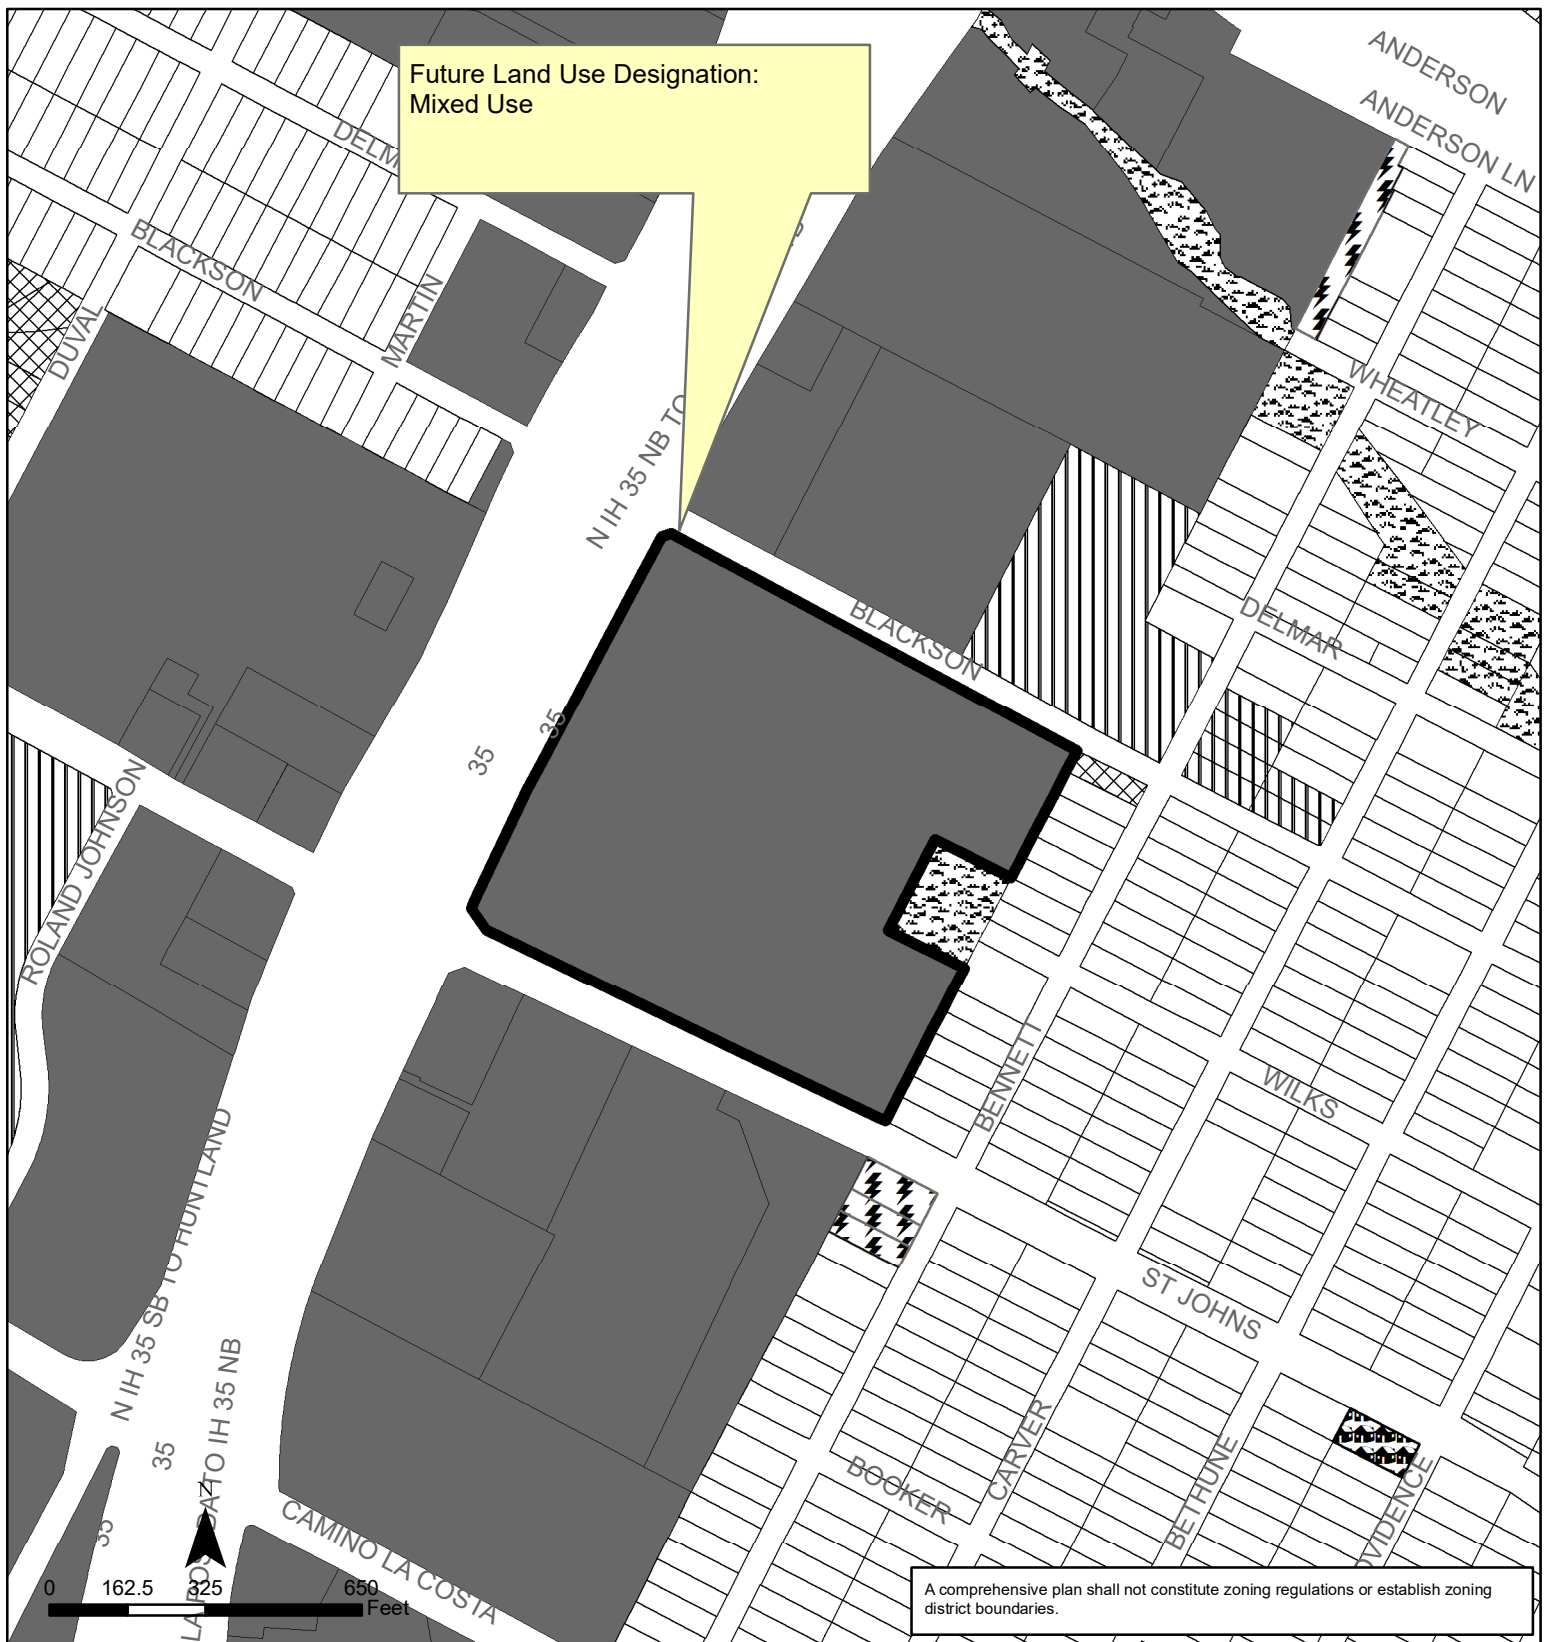 ANDERSON
ANDERSON LN
Future Land Use Designation:
Mixed Use
DELM
BLACKSON
MARTIN
DUVAL
WHEATLEY
N IH 35 NB TO
DELMAR
BLACKSON
35
35
ROLAND JOHNSON
BENNETT
WILKS
N IH 35 SB TO HUNTLAND
ST JOHNS
TO IH 35 NB
35
CARVER
BETHUNE
BOOKER
OVIDENCE
N
35
CAMINO LA COSTA
0 162.5 325 650
Feet
A comprehensive plan shall not constitute zoning regulations or establish zoning
district boundaries.